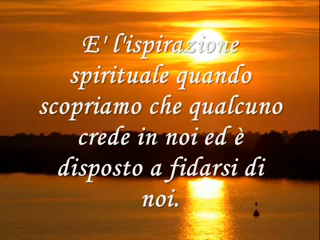 E' l'ispirazione
spirituale quando
scopriamo che qualcuno
crede in noi ed è
disposto a fidarsi di
noi.